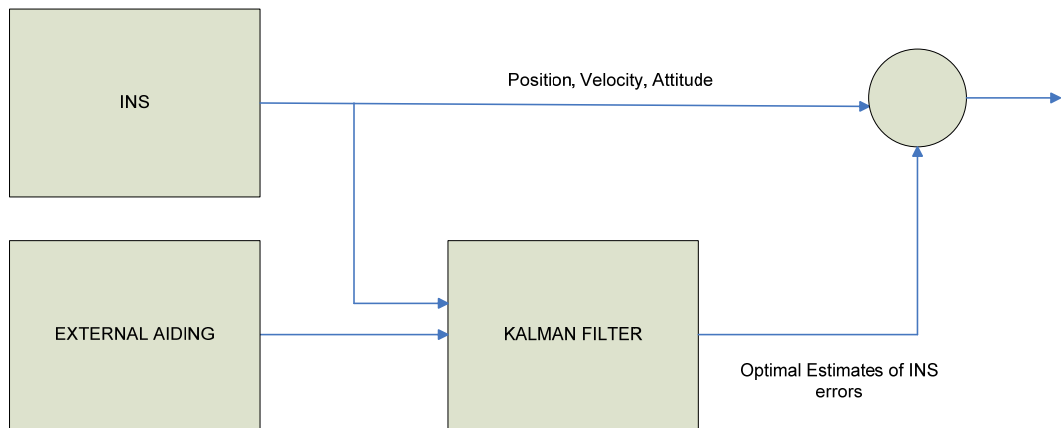 INS
Position, Velocity, Attitude
EXTERNAL AIDING
KALMAN FILTER
Optimal Estimates of INS
errors